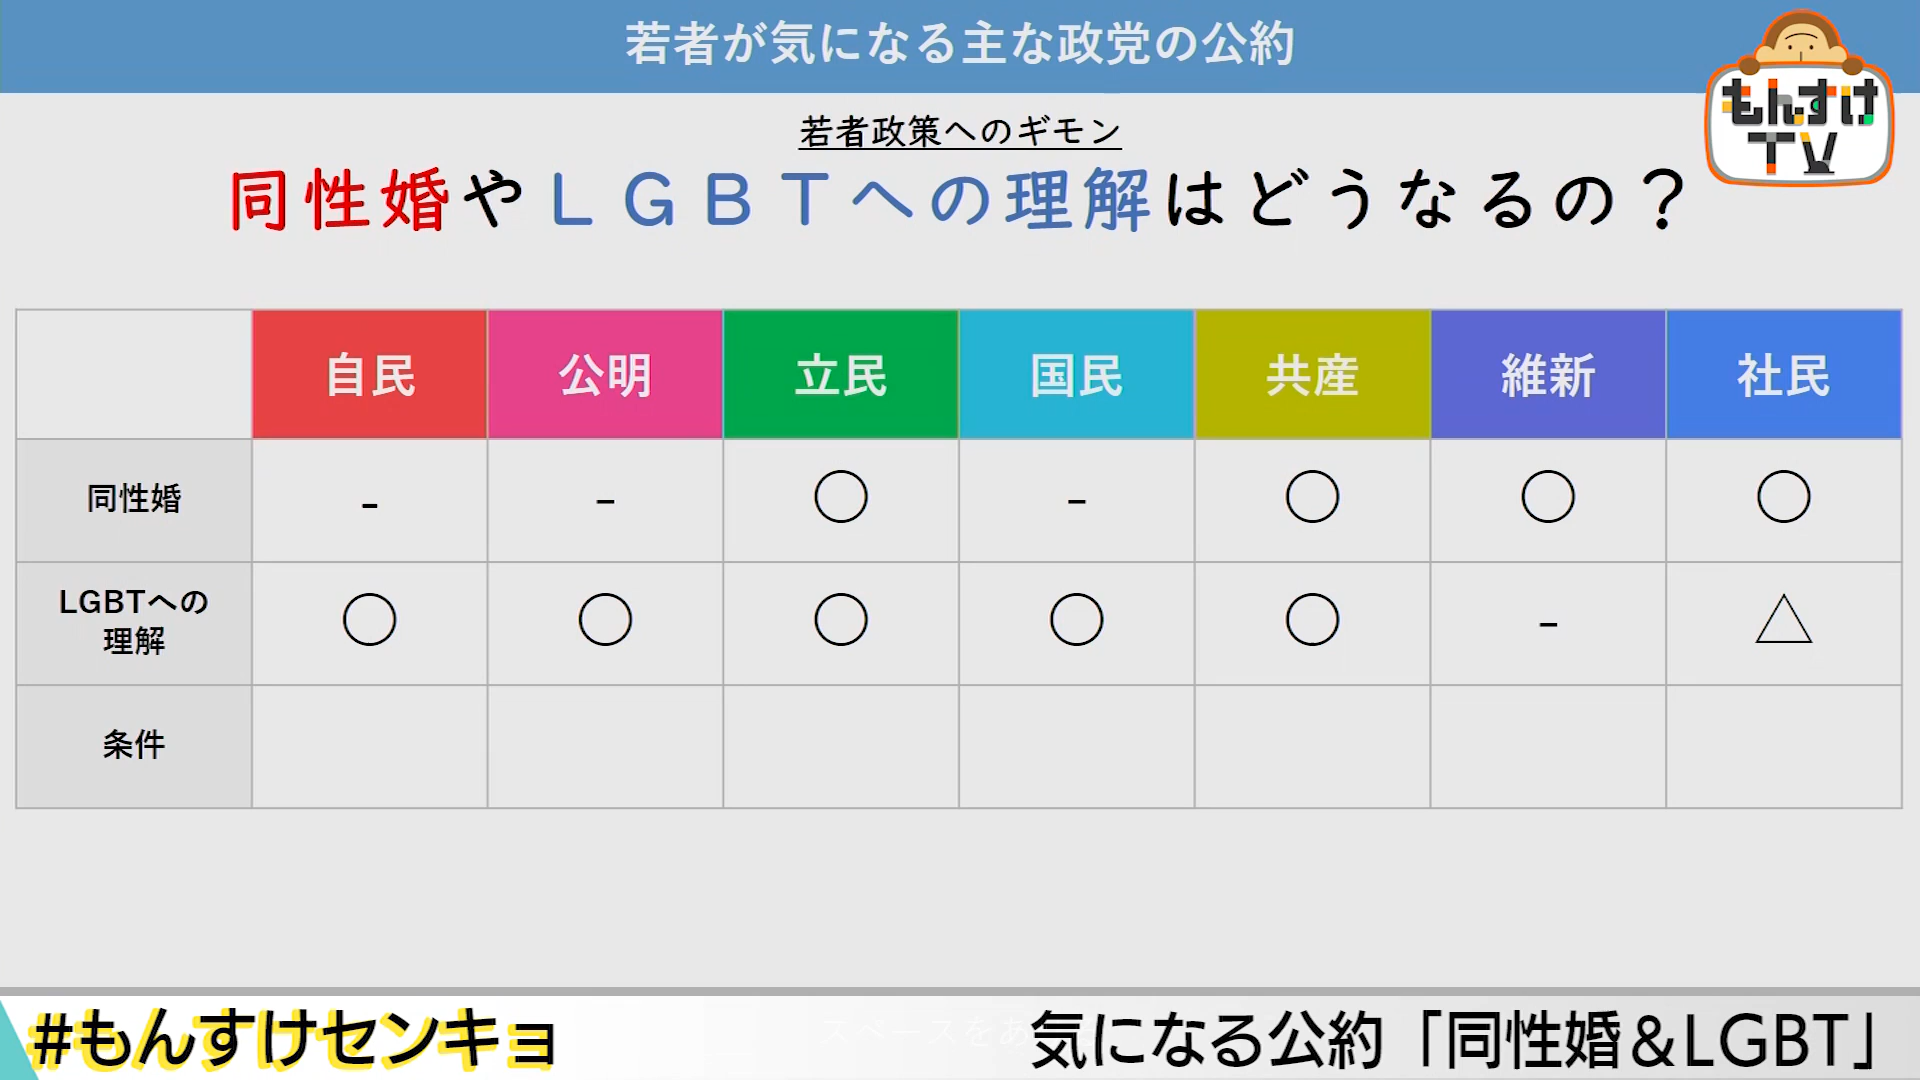 若者が気になる主な政党の公約
もんすけ
TV
若者政策へのギモン
同性婚やLGBTへの理解はどうなるの？
自民 公明 立民 国民 共産 維新 社民
同性婚 - - ○ - ○ ○ ○
LGBTへの
理解 ○ ○ ○ ○ ○ - △
条件
#もんすけセンキョ
気になる公約「同性婚＆LGBT」